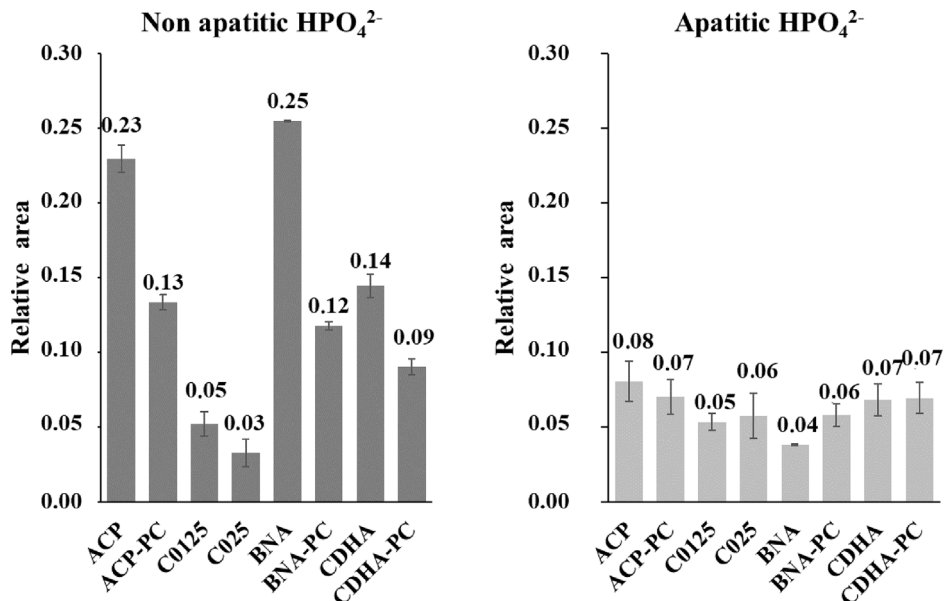 Non apatitic HPO₄²⁻
Relative area
0.30
0.25
0.20
0.15
0.10
0.05
0.00
0.23
0.13
0.05
0.03
0.25
0.12
0.14
0.09
ACP
ACP-PC
C0125
C025
BNA
BNA-PC
CDHA
CDHA-PC
Apatitic HPO₄²⁻
Relative area
0.30
0.25
0.20
0.15
0.10
0.05
0.00
0.08
0.07
0.05
0.06
0.04
0.06
0.07
0.07
ACP
ACP-PC
C0125
C025
BNA
BNA-PC
CDHA
CDHA-PC